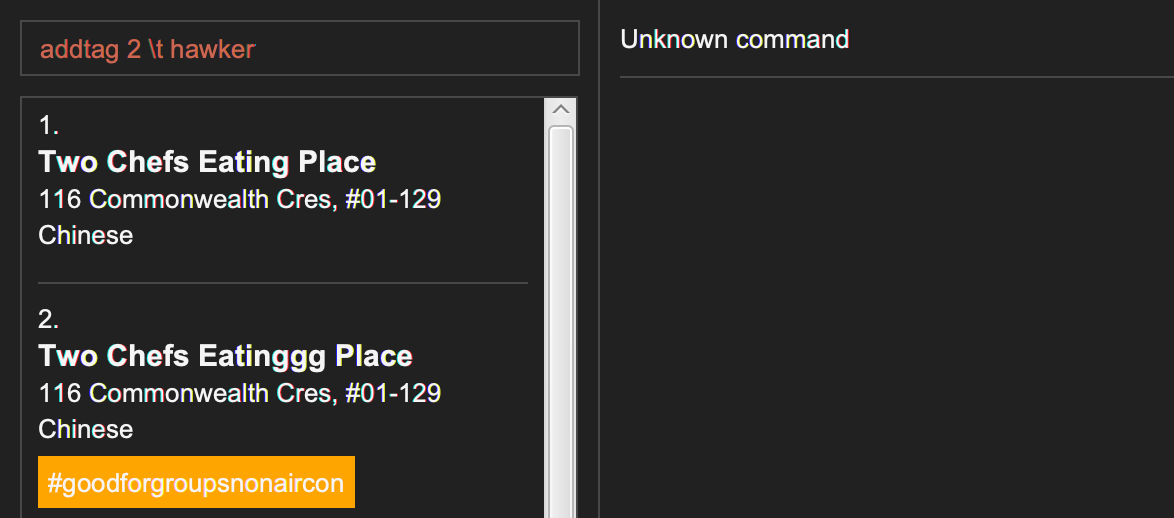 addtag 2 \t hawker
Unknown command
1.
Two Chefs Eating Place
116 Commonwealth Cres, #01-129
Chinese
2.
Two Chefs Eatinggg Place
116 Commonwealth Cres, #01-129
Chinese
#goodforgroupsnonaircon